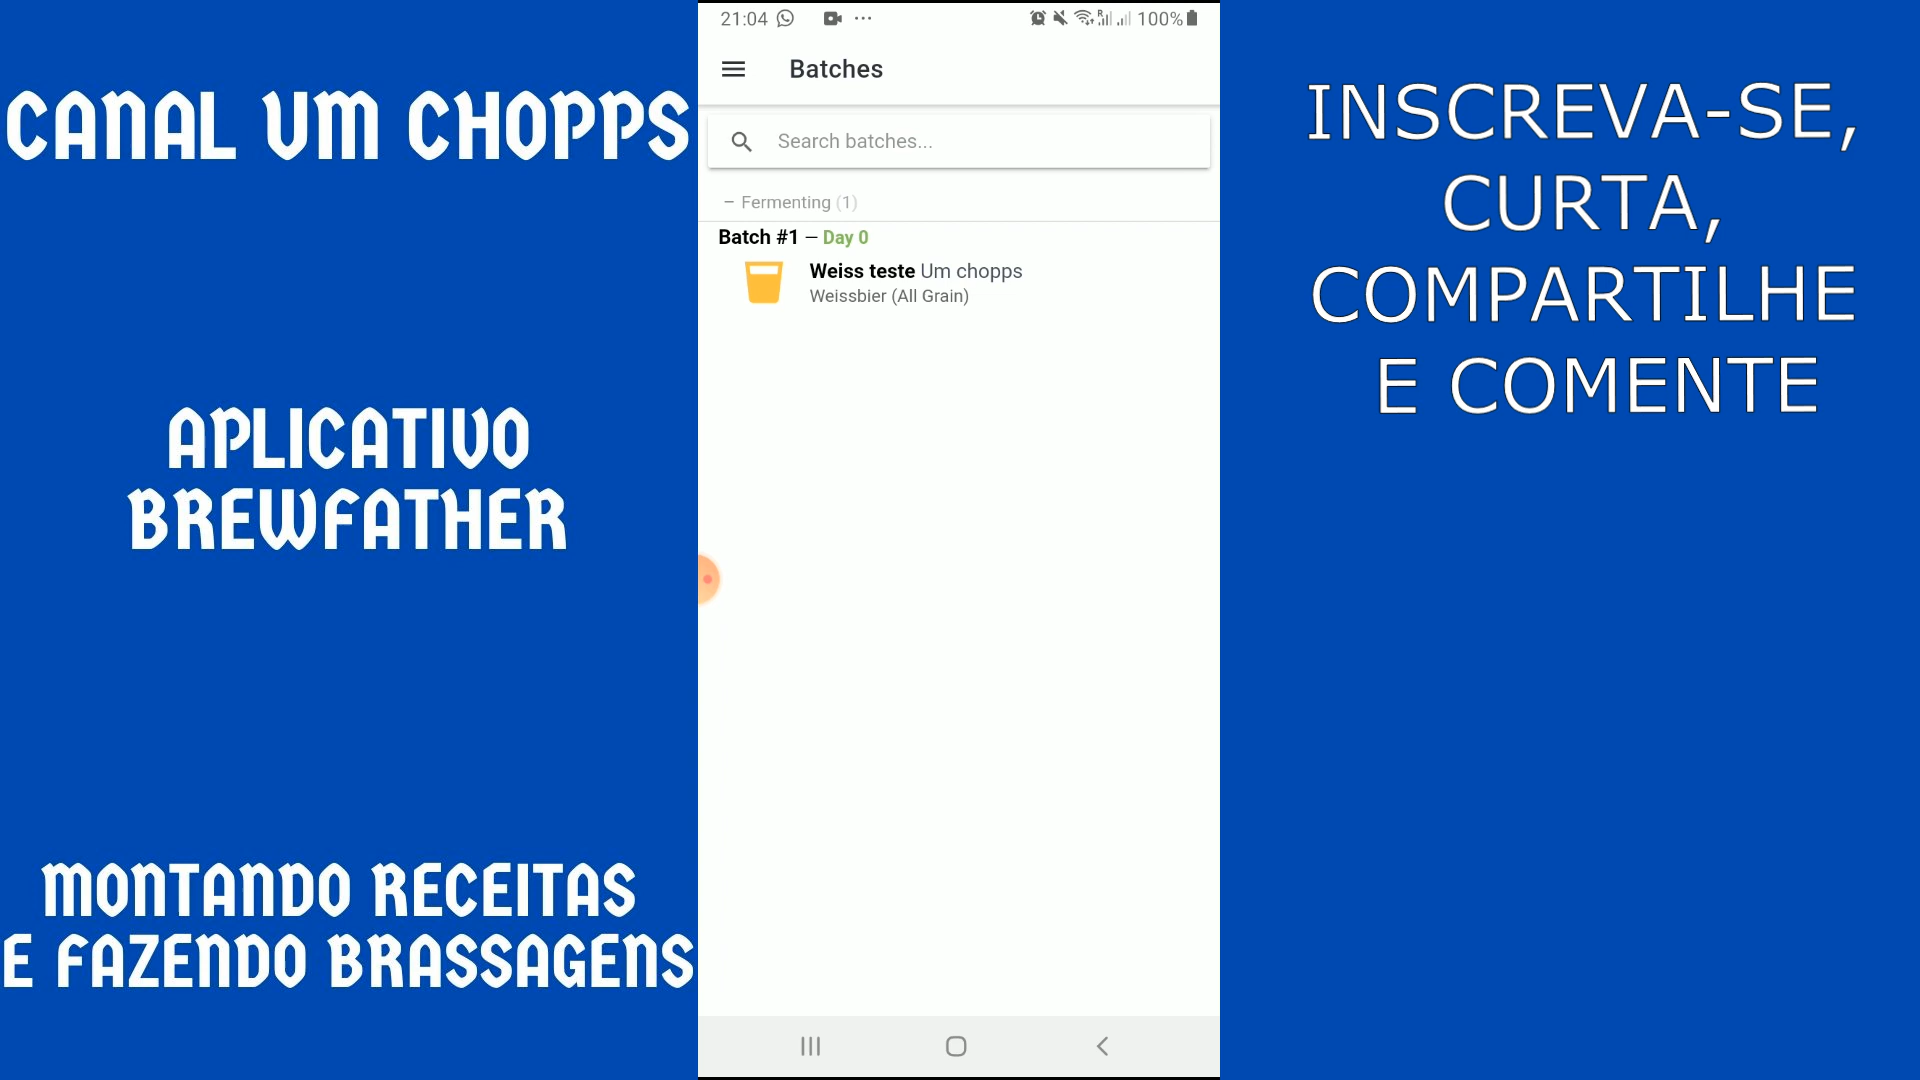 CANAL UM CHOPPS
APLICATIVO
BREWFATHER
MONTANDO RECEITAS
E FAZENDO BRASSAGENS
21:04
R
100%
Batches
Search batches...
– Fermenting (1)
Batch #1 – Day 0
Weiss teste Um chopps
Weissbier (All Grain)
INSCREVA-SE,
CURTA,
COMPARTILHE
E COMENTE